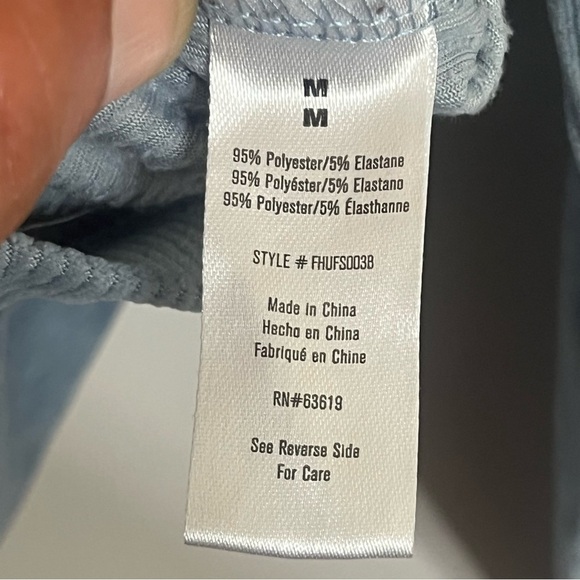 M
M
95% Polyester/5% Elastane
95% Polyéster/5% Elastano
95% Polyester/5% Élasthanne
STYLE # FHUFS003B
Made in China
Hecho en China
Fabriqué en Chine
RN#63619
See Reverse Side
For Care